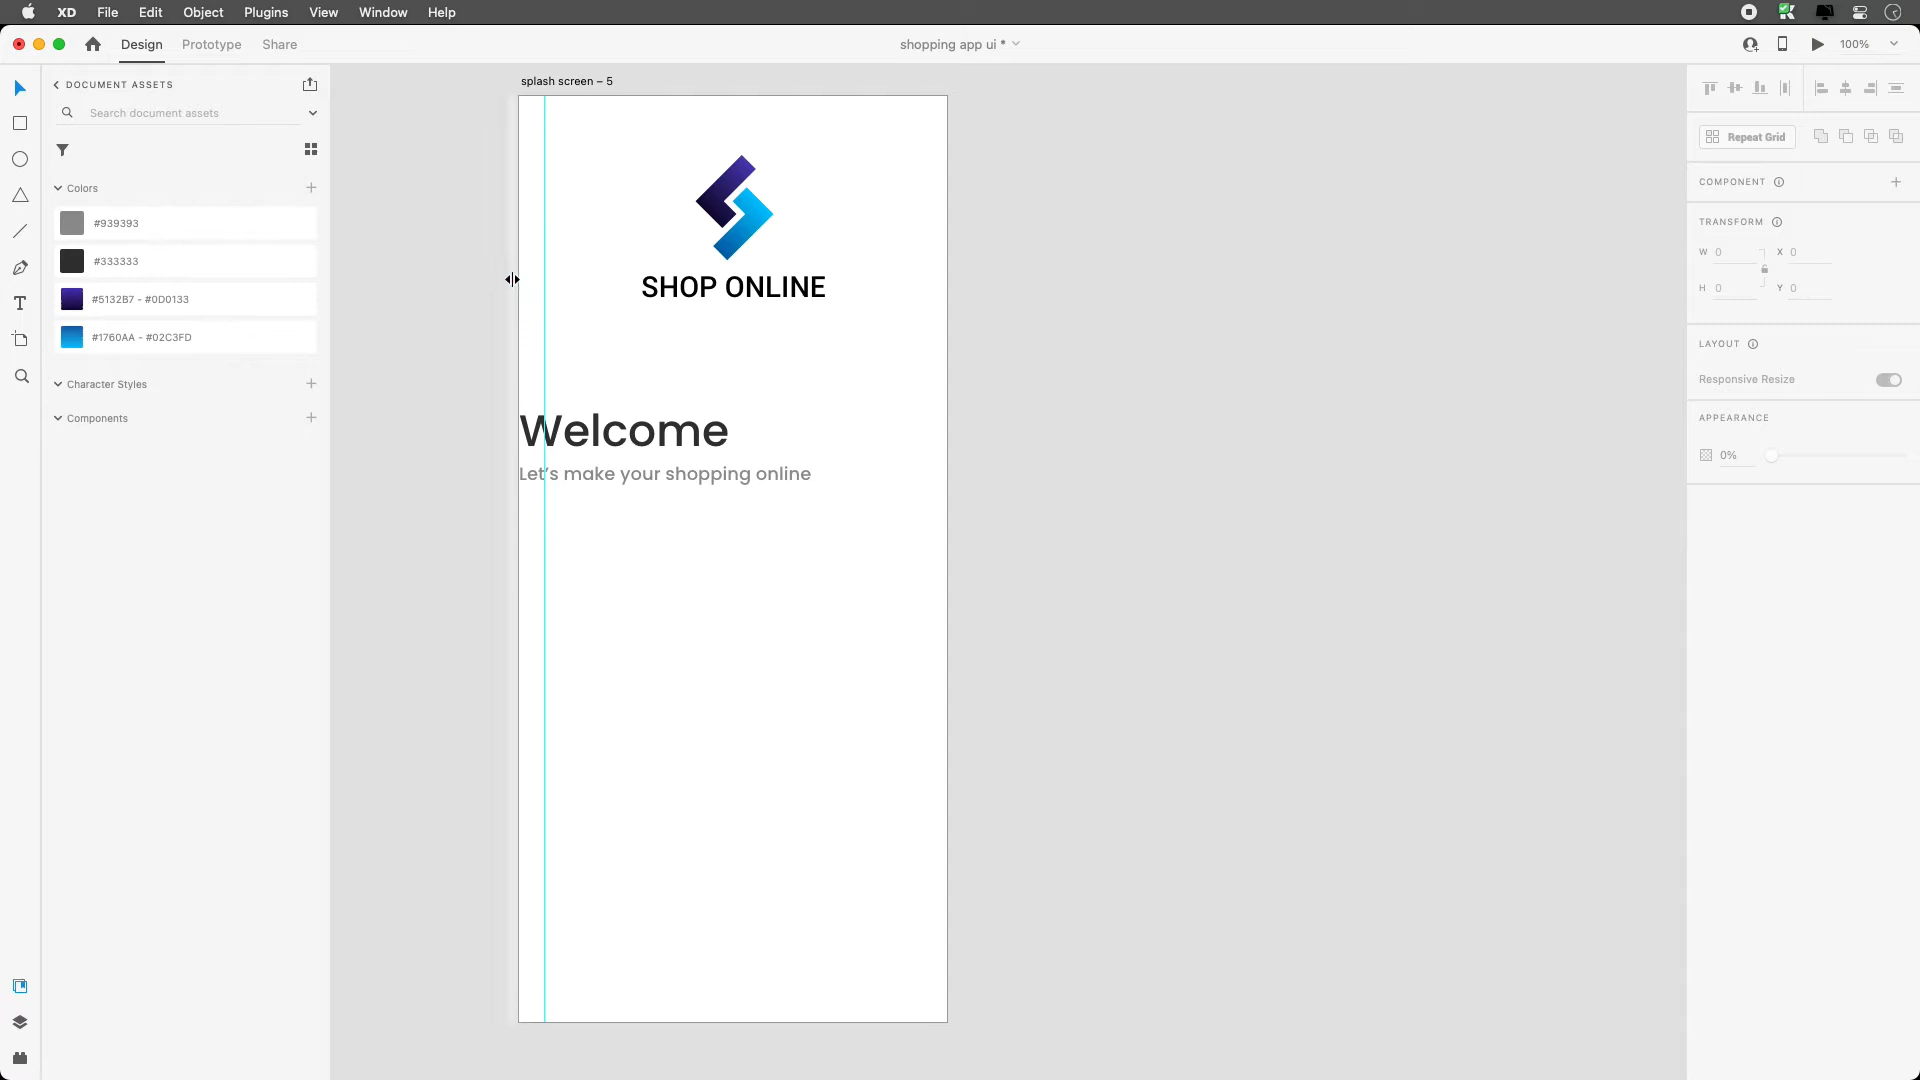 XD File Edit Object Plugins View Window Help
Design Prototype Share
shopping app ui *
100%
DOCUMENT ASSETS
Search document assets
Colors
#939393
#333333
#5132B7 - #0D0133
#1760AA - #02C3FD
Character Styles
Components
splash screen – 5
SHOP ONLINE
Welcome
Let's make your shopping online
Repeat Grid
COMPONENT
TRANSFORM
W 0 X 0
H 0 Y 0
LAYOUT
Responsive Resize
APPEARANCE
0%